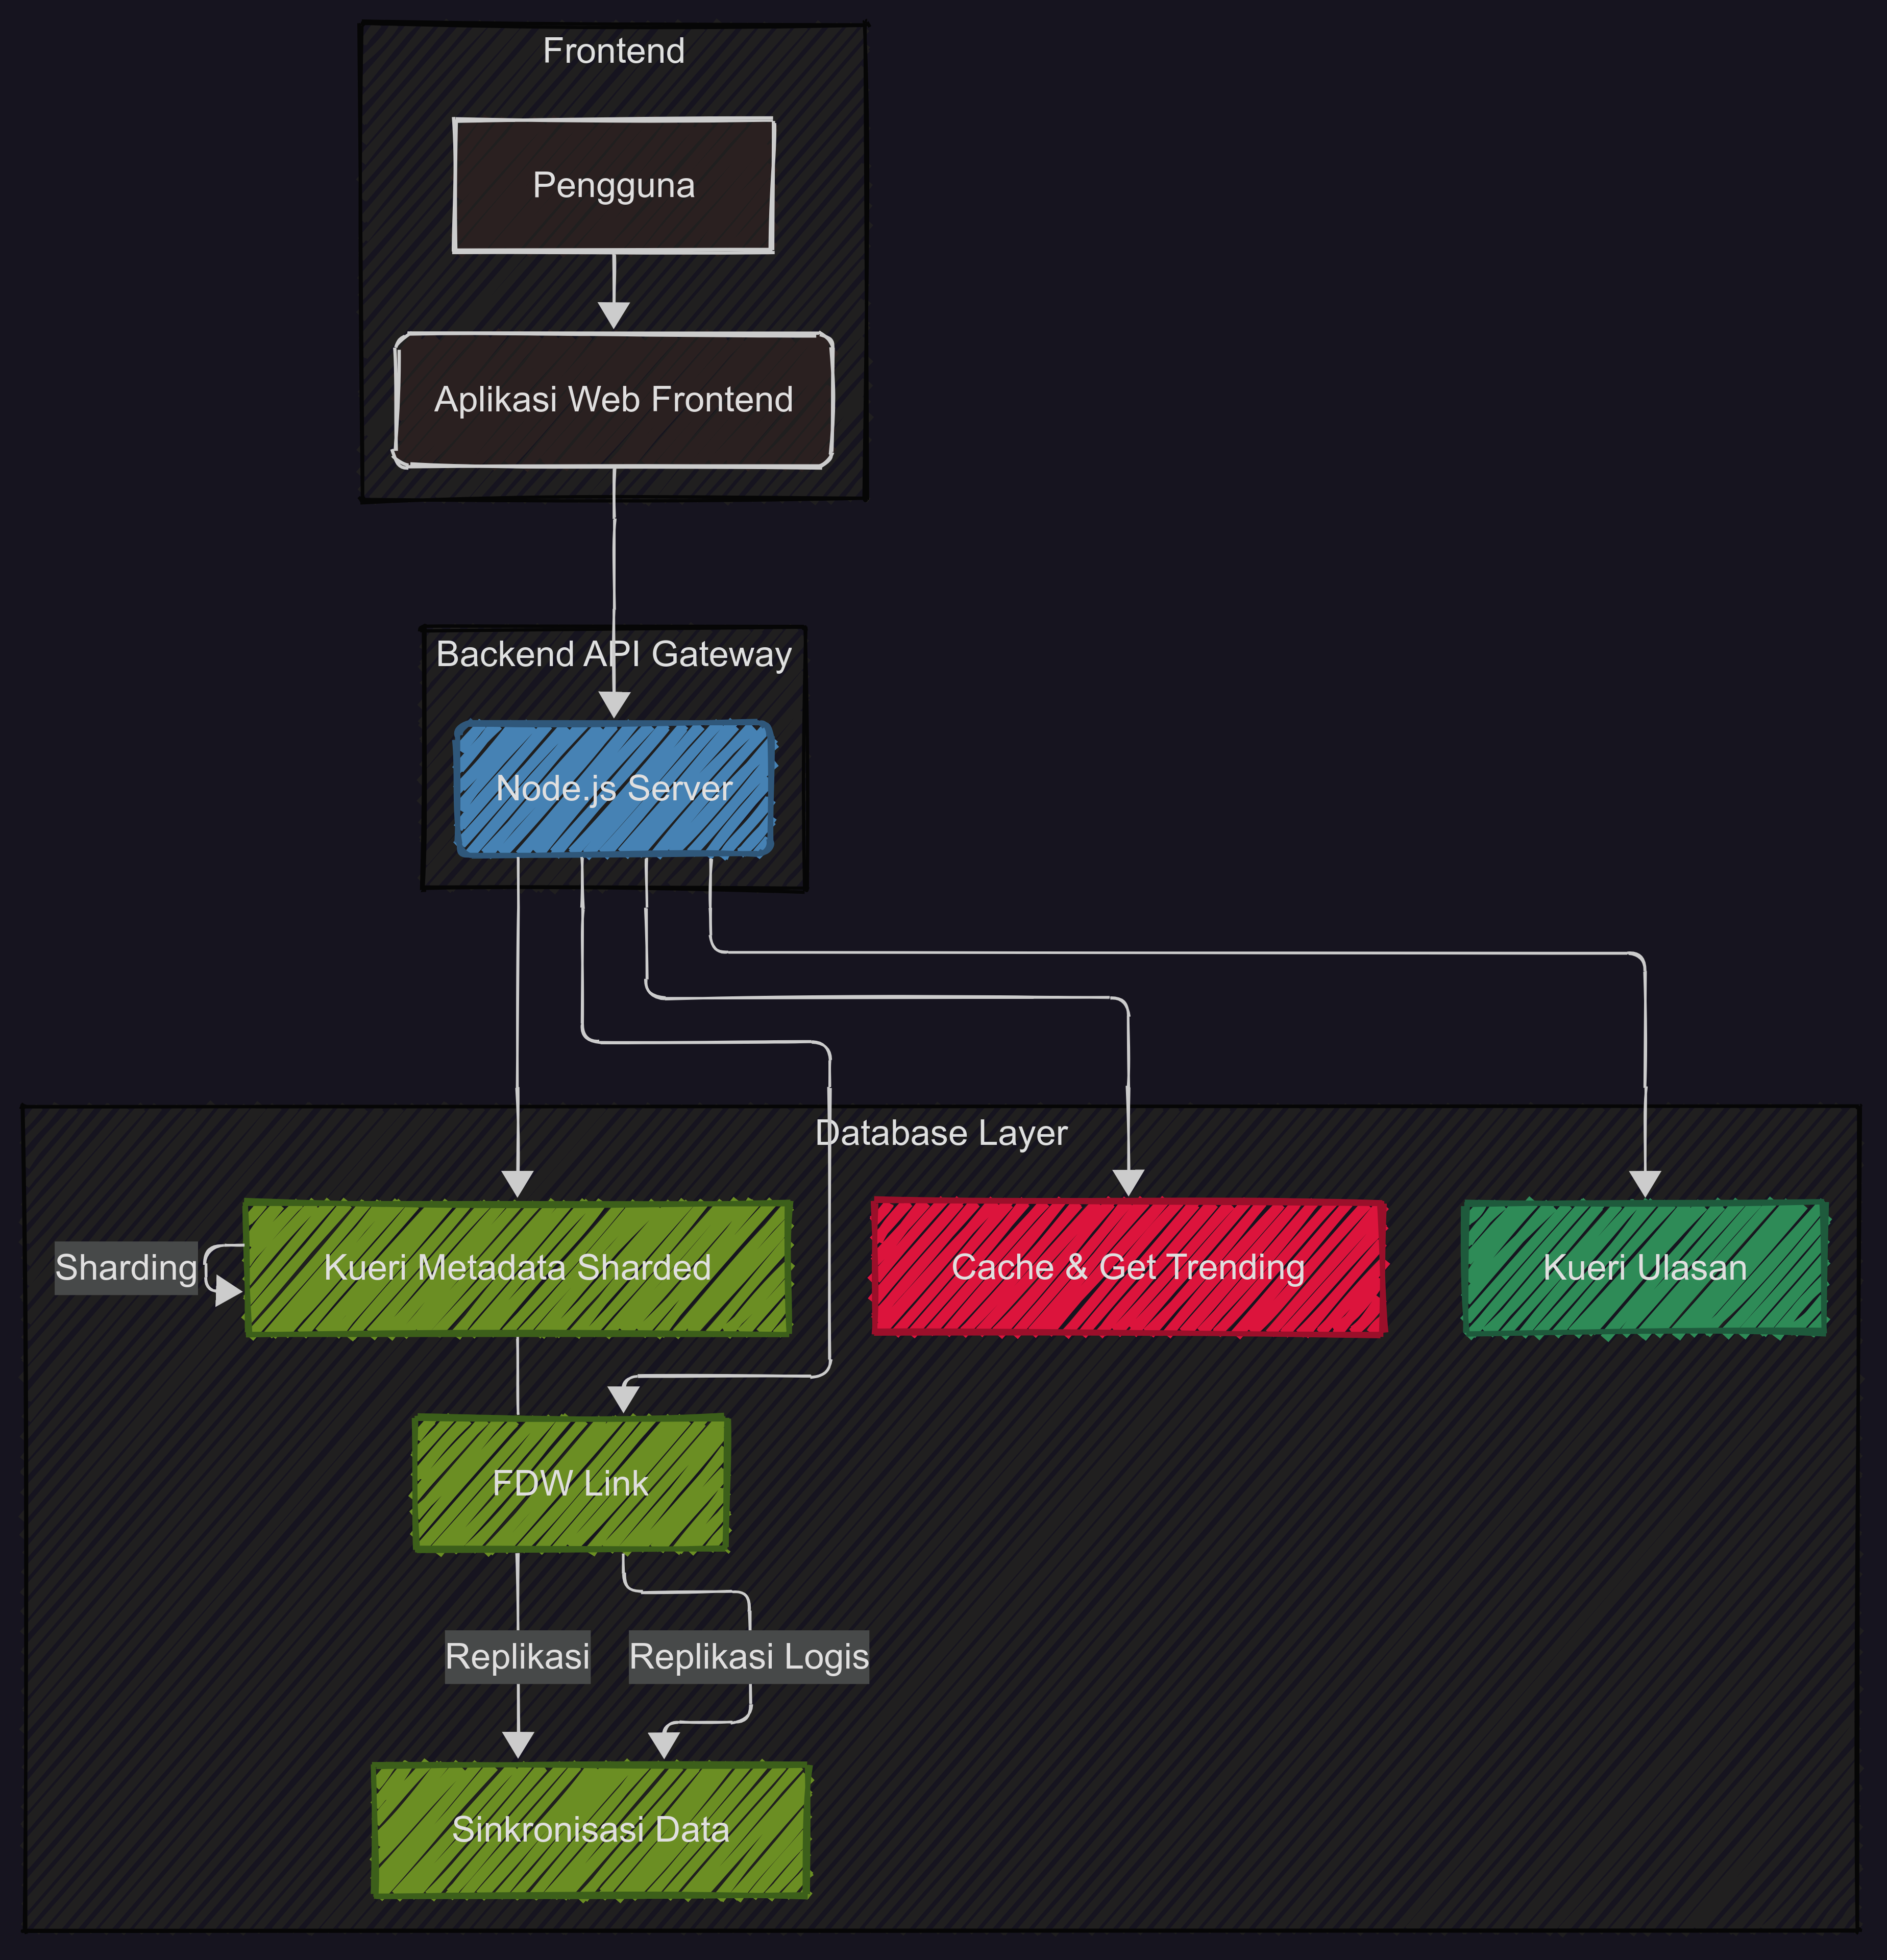 Frontend
Pengguna
Aplikasi Web Frontend
Backend API Gateway
Node.js Server
Database Layer
Sharding
Kueri Metadata Sharded
Cache & Get Trending
Kueri Ulasan
FDW Link
Replikasi
Replikasi Logis
Sinkronisasi Data